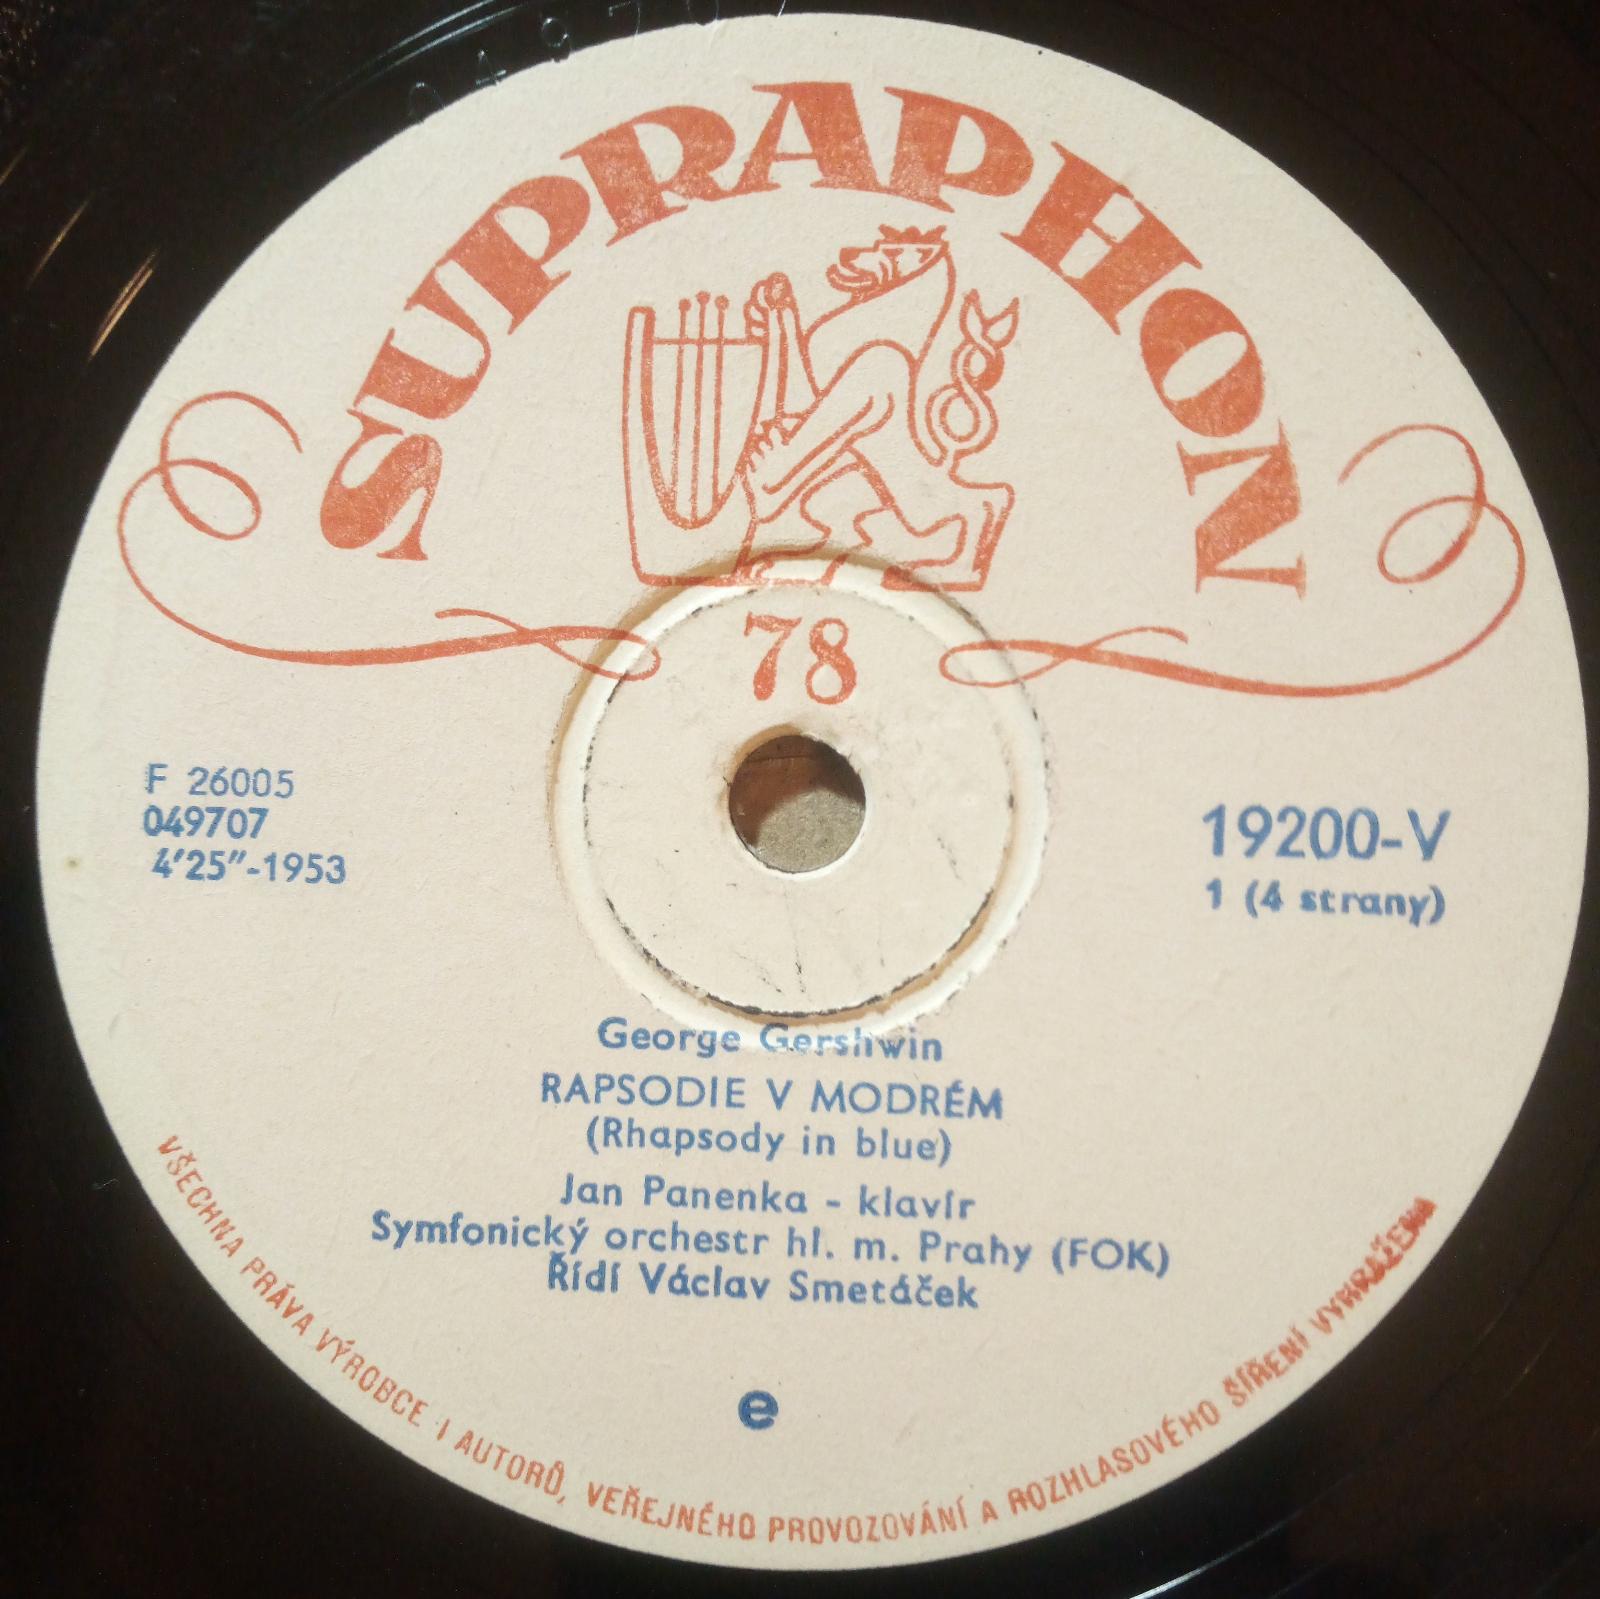 SUPRAPHON
78
F 26005
049707
4′25″-1953
19200-V
1 (4 strany)
George Gershwin
RAPSODIE V MODRÉM
(Rhapsody in blue)
Jan Panenka - klavír
Symfonický orchestr hl. m. Prahy (FOK)
Řídí Václav Smetáček
e
VŠECHNA PRÁVA VÝROBCE I AUTORŮ, VEŘEJNÉHO PROVOZOVÁNÍ A ROZHLASOVÉHO ŠÍŘENÍ VYHRAŽENA